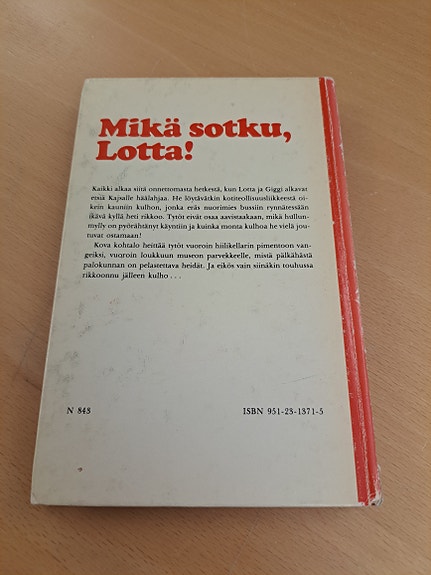 Mikä sotku,
Lotta!
Kaikki alkaa siitä onnettomasta hetkestä, kun Lotta ja Giggi alkavat
etsiä Kajsalle häälahjaa. He löytävätkin kotiteollisuusliikkeestä oi-
kein kauniin kulhon, jonka eräs nuorimies bussiin rynnätessään
ikävä kyllä heti rikkoo. Tytöt eivät osaa aavistaakaan, mikä hullun-
mylly on pyörähtänyt käyntiin ja kuinka monta kulhoa he vielä jou-
tuvat ostamaan!
Kova kohtalo heittää tytöt vuoroin hiilikellarin pimentoon van-
geiksi, vuoroin loukkuun museon parvekkeelle, mistä pälkähästä
palokunnan on pelastettava heidät. Ja eikös vain siinäkin touhussa
rikkoonnu jälleen kulho . . .
N 843
ISBN 951-23-1371-5